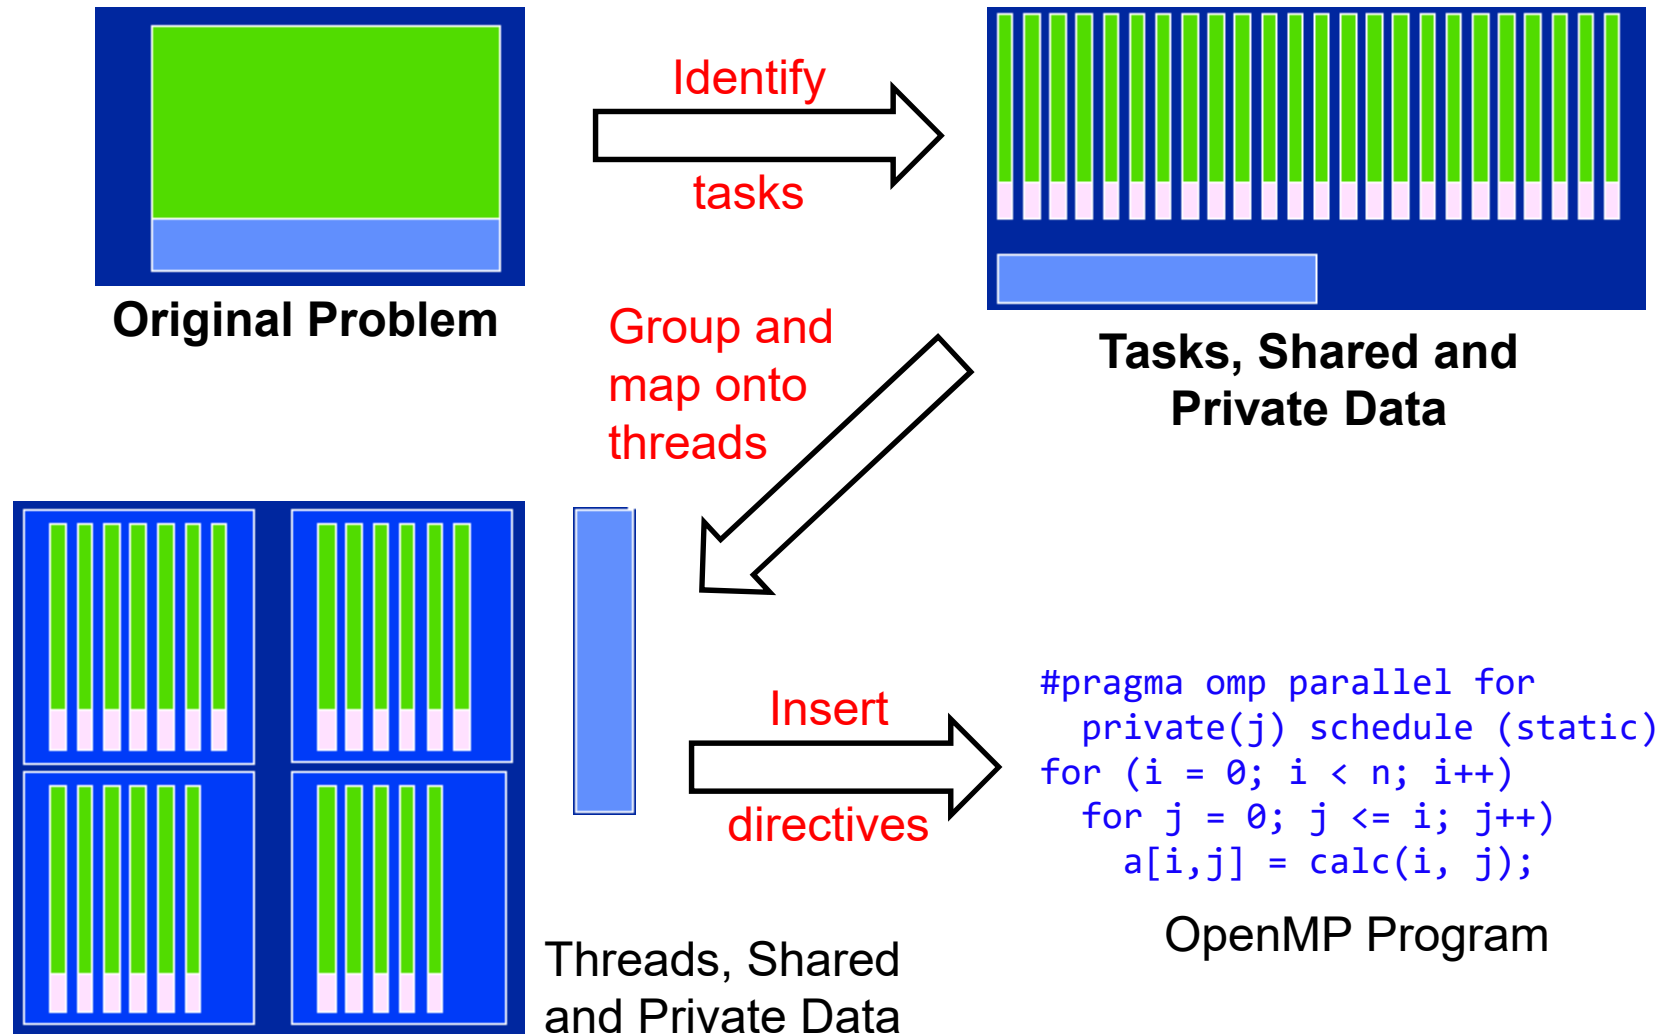 Identify
tasks
Original Problem
Tasks, Shared and
Private Data
Group and
map onto
threads
Insert
directives
#pragma omp parallel for
private(j) schedule (static)
for (i = 0; i < n; i++)
for j = 0; j <= i; j++)
a[i,j] = calc(i, j);
OpenMP Program
Threads, Shared
and Private Data